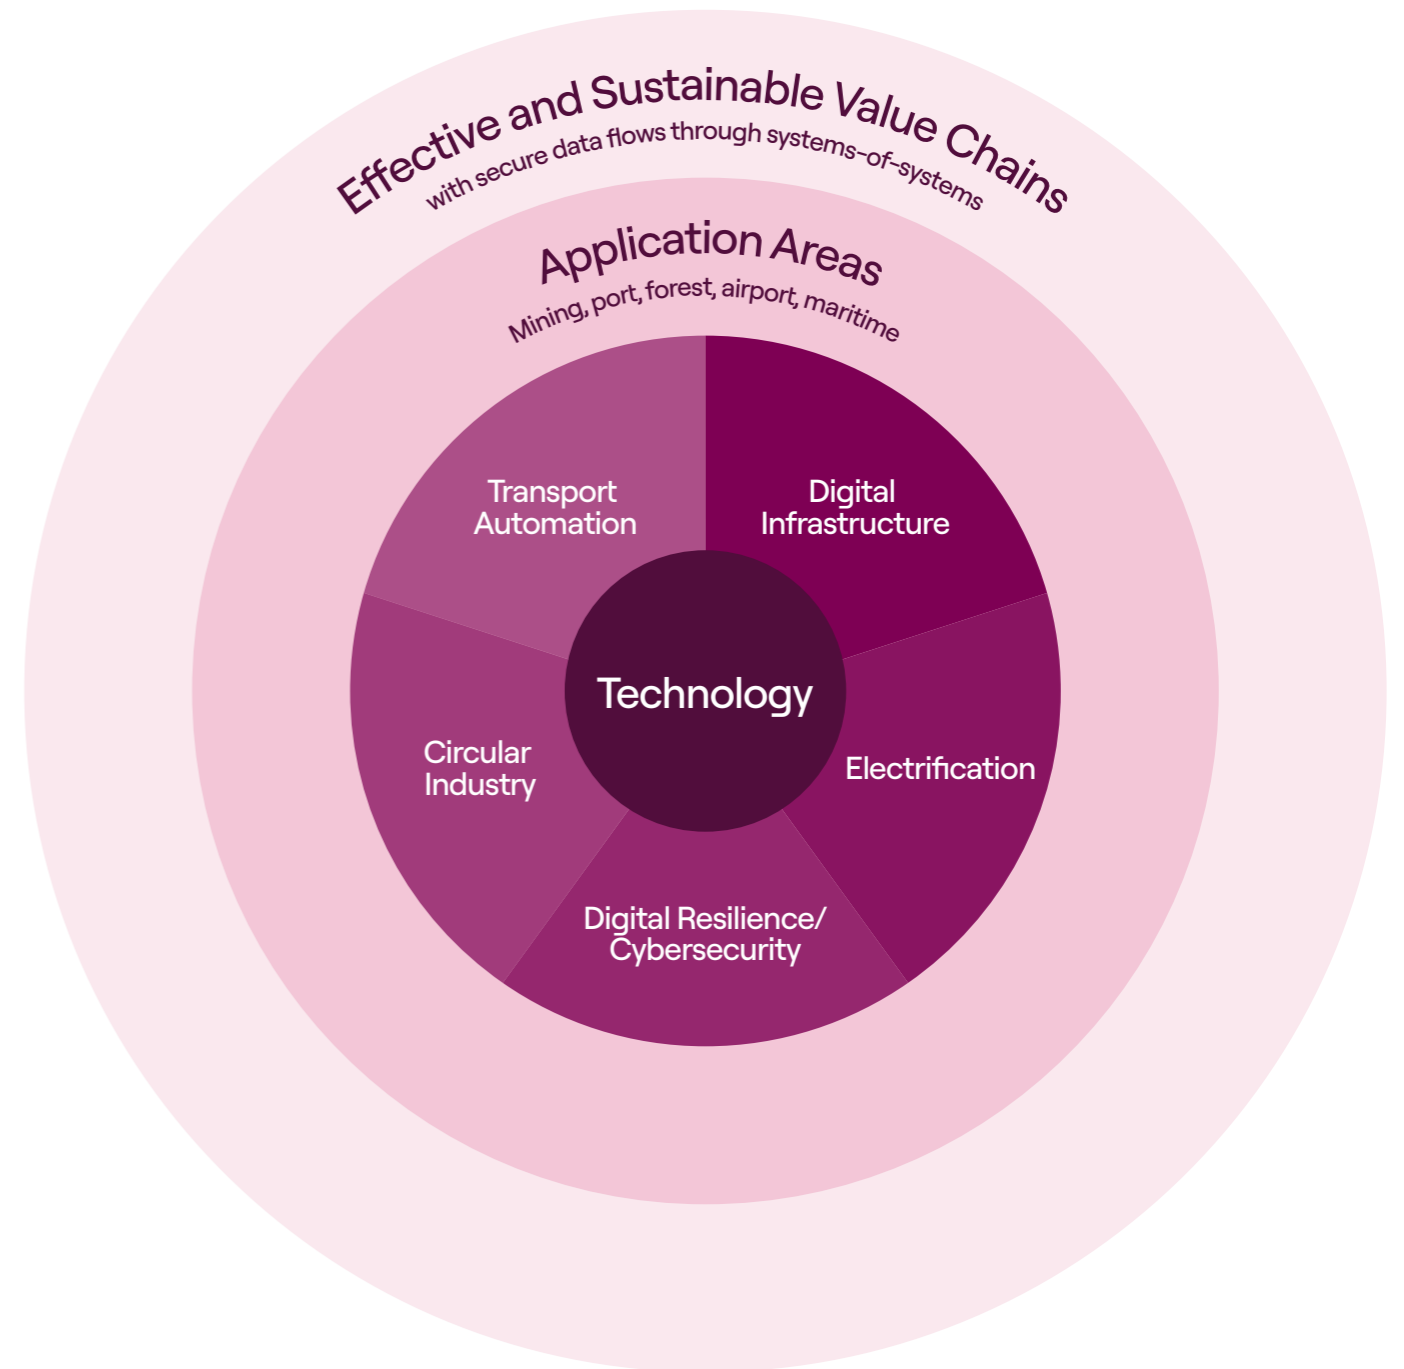 Effective and Sustainable Value Chains
with secure data flows through systems-of-systems
Application Areas
Mining, port, forest, airport, maritime
Transport
Automation
Digital
Infrastructure
Technology
Circular
Industry
Electrification
Digital Resilience/
Cybersecurity